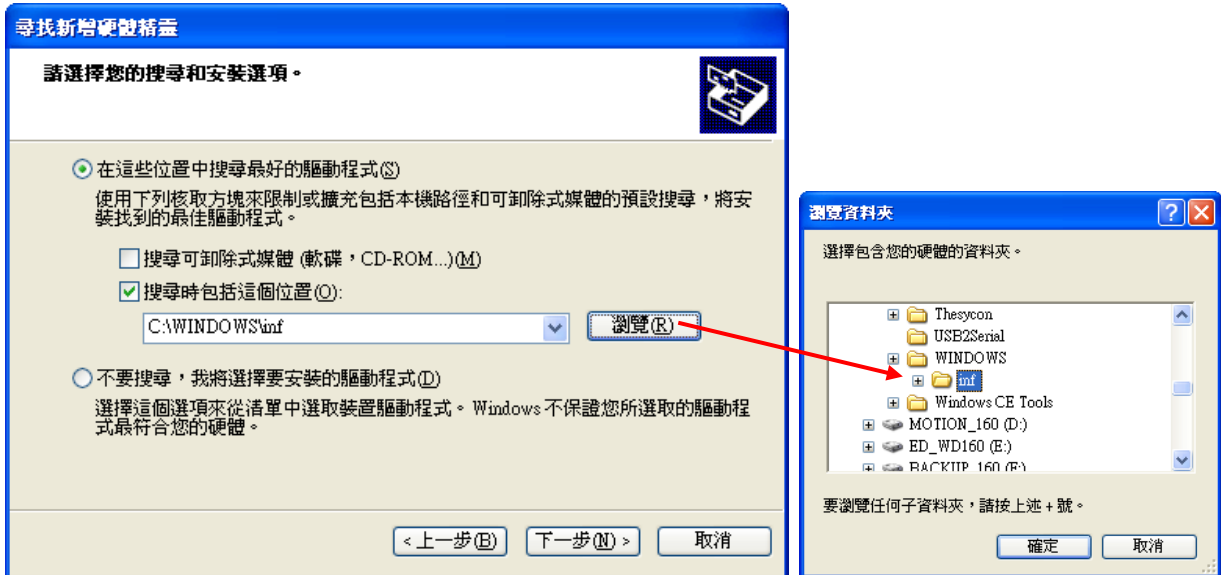 尋找新增硬體精靈
請選擇您的搜尋和安裝選項。
在這些位置中搜尋最好的驅動程式(S)
使用下列核取方塊來限制或擴充包括本機路徑和可卸除式媒體的預設搜尋，將安
裝找到的最佳驅動程式。
搜尋可卸除式媒體 (軟碟，CD-ROM...)(M)
搜尋時包括這個位置(O):
C:\WINDOWS\inf
瀏覽(R)
不要搜尋，我將選擇要安裝的驅動程式(D)
選擇這個選項來從清單中選取裝置驅動程式。Windows 不保證您所選取的驅動程
式最符合您的硬體。
< 上一步(B)
下一步(N) >
取消
瀏覽資料夾
選擇包含您的硬體的資料夾。
Thesycon
USB2Serial
WINDOWS
inf
Windows CE Tools
MOTION_160 (D:)
ED_WD160 (E:)
BACKUP_160 (F:)
要瀏覽任何子資料夾，請按上述 + 號。
確定
取消